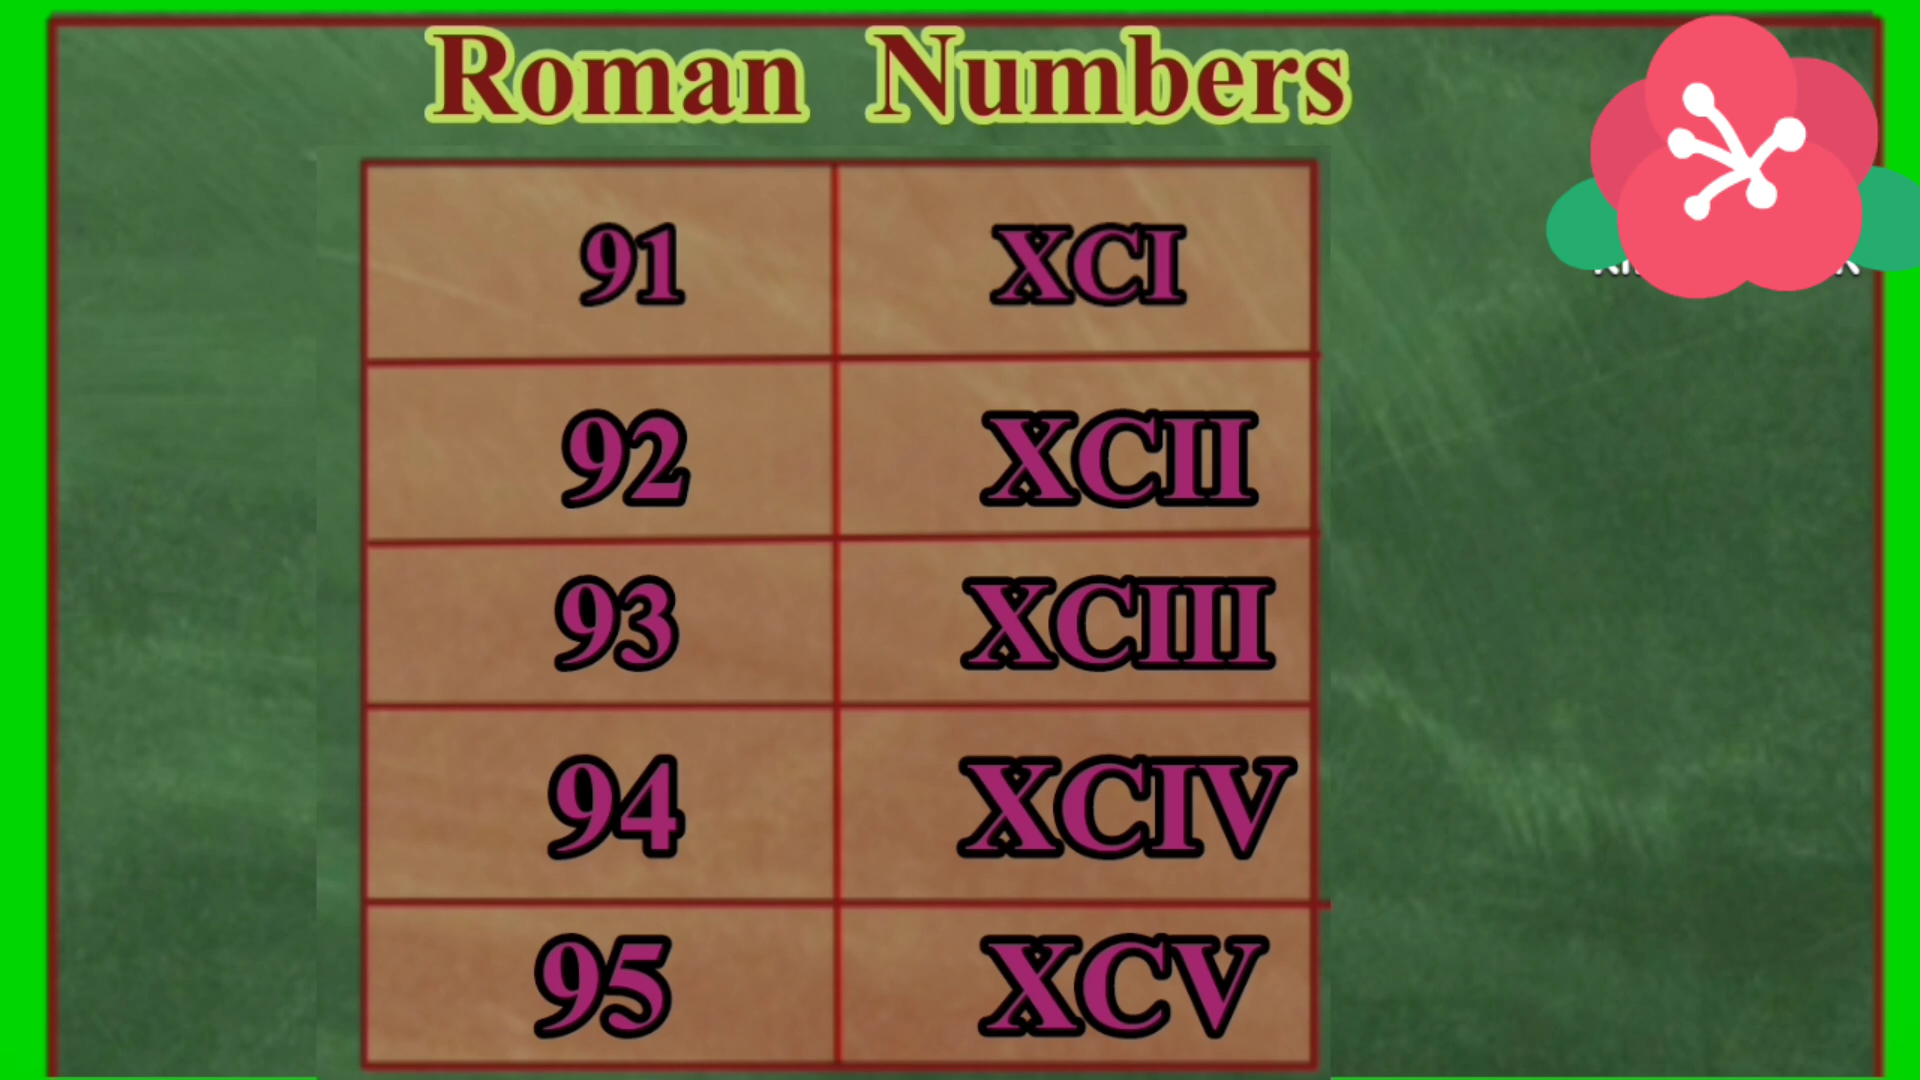 Roman Numbers
91 XCI
92 XCII
93 XCIII
94 XCIV
95 XCV